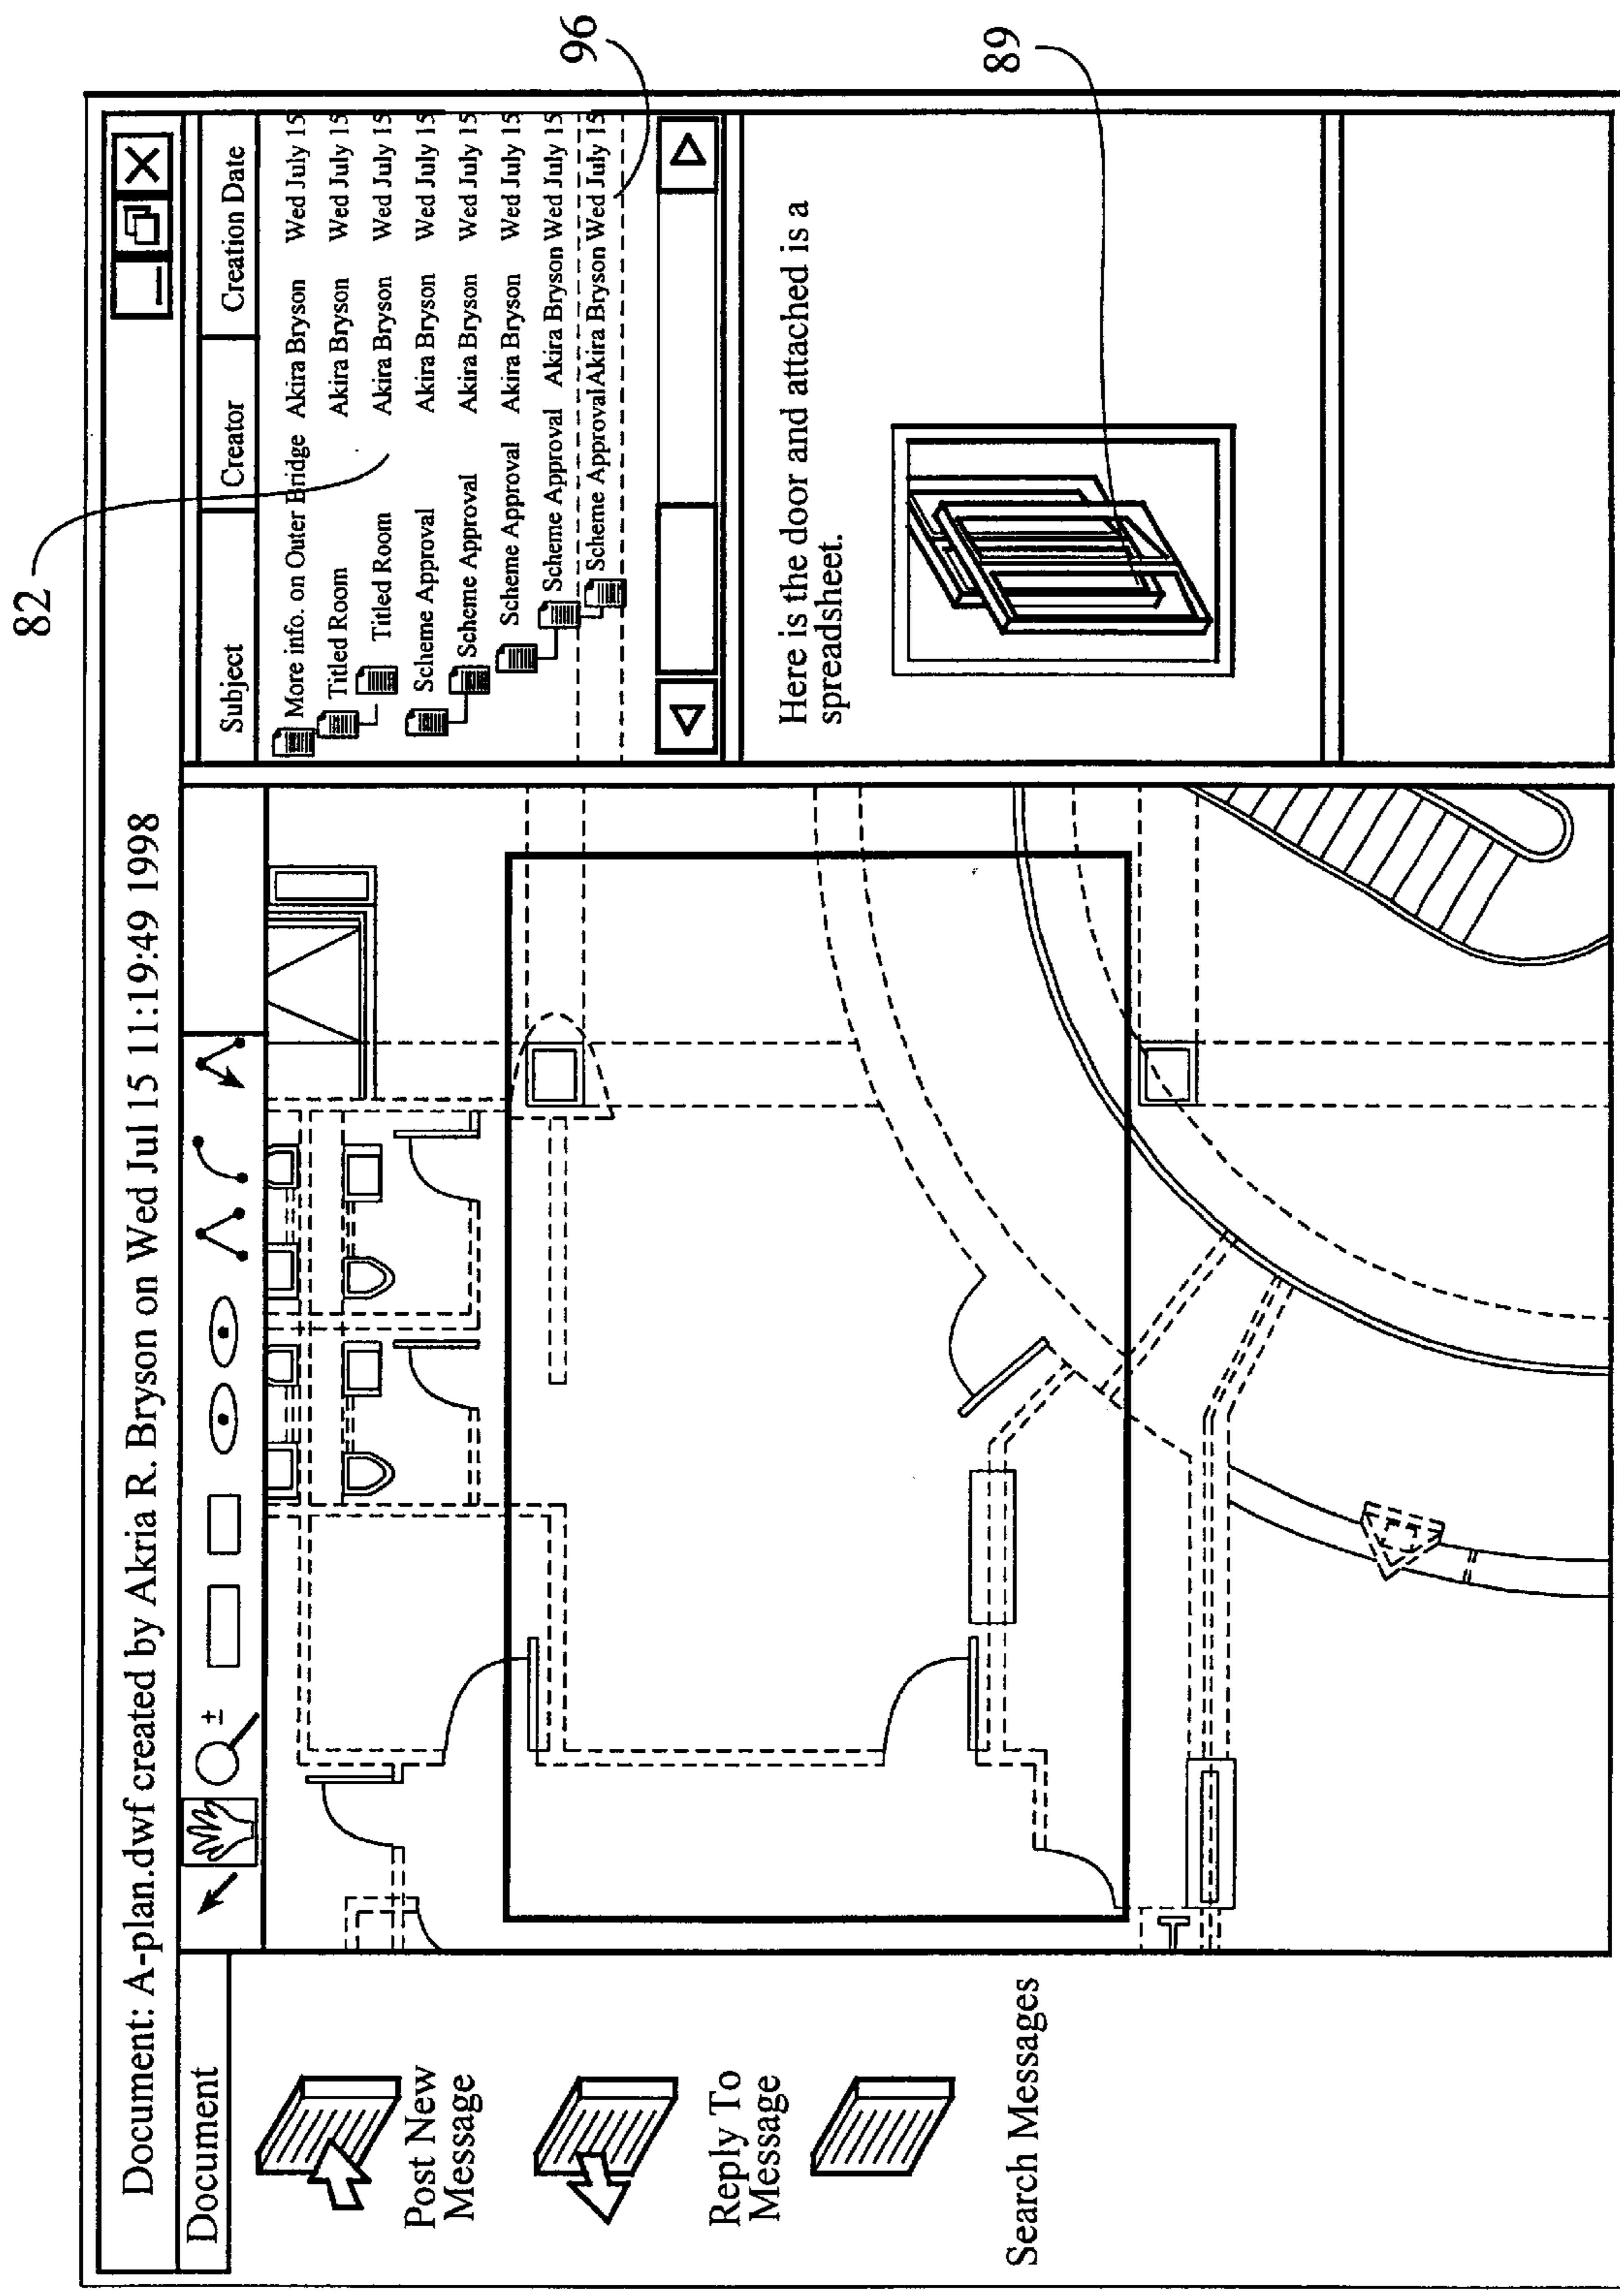 82
Document: A-plan.dwf created by Akria R. Bryson on Wed Jul 15 11:19:49 1998
Document
Post New
Message
Reply To
Message
Search Messages
±
Subject Creator Creation Date
More info. on Outer Bridge Akira Bryson Wed July 15
Titled Room Akira Bryson Wed July 15
Titled Room Akira Bryson Wed July 15
Scheme Approval Akira Bryson Wed July 15
Scheme Approval Akira Bryson Wed July 15
Scheme Approval Akira Bryson Wed July 15
Scheme Approval Akira Bryson Wed July 15
Scheme Approval Akira Bryson Wed July 15
96
Here is the door and attached is a
spreadsheet.
89